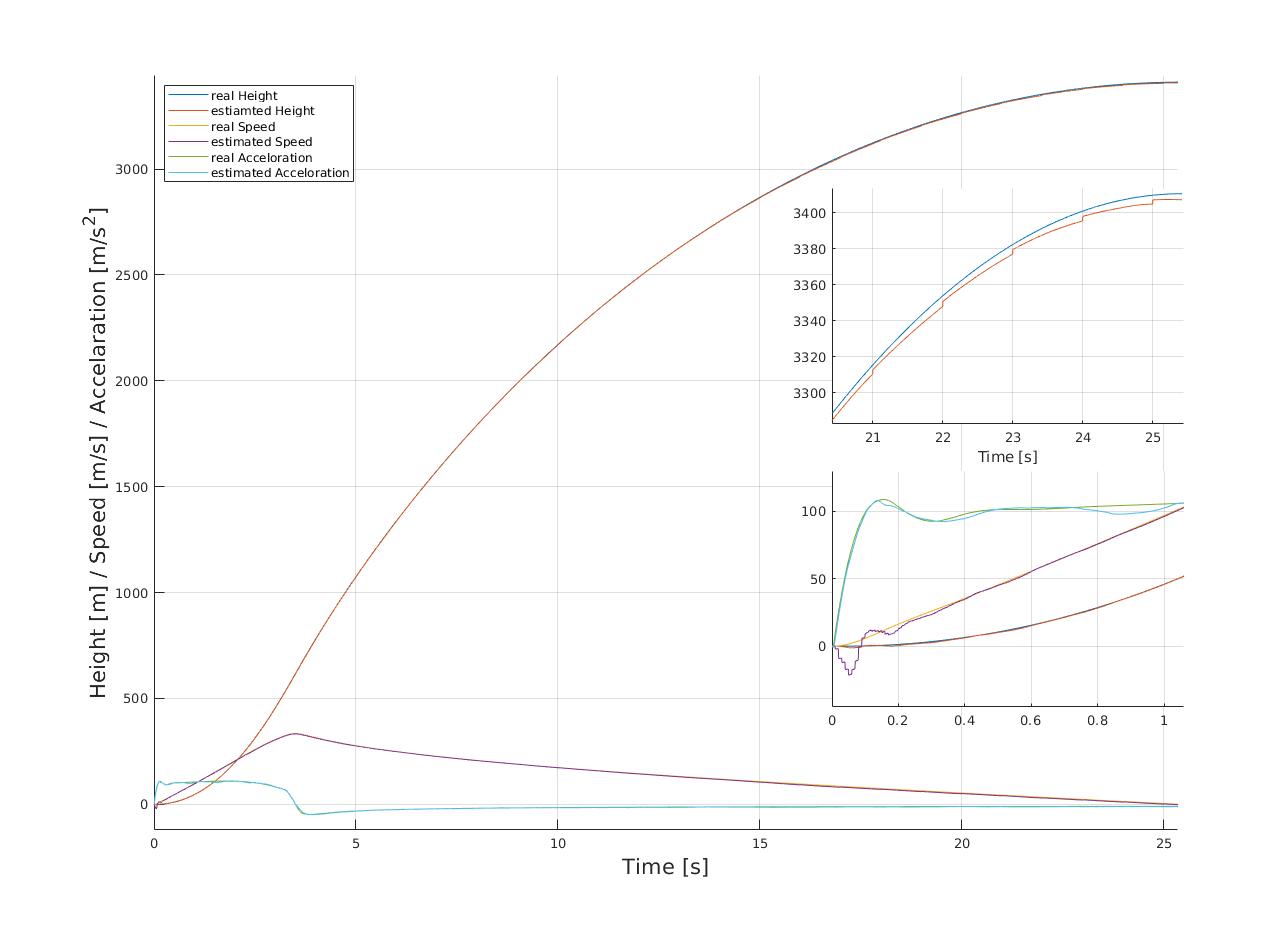 real Height
estiamted Height
real Speed
estimated Speed
real Acceloration
estimated Acceloration
Height [m] / Speed [m/s] / Accelaration [m/s²]
3000
2500
2000
1500
1000
500
0
0 5 10 15 20 25
Time [s]
3400
3380
3360
3340
3320
3300
21 22 23 24 25
Time [s]
100
50
0
0 0.2 0.4 0.6 0.8 1